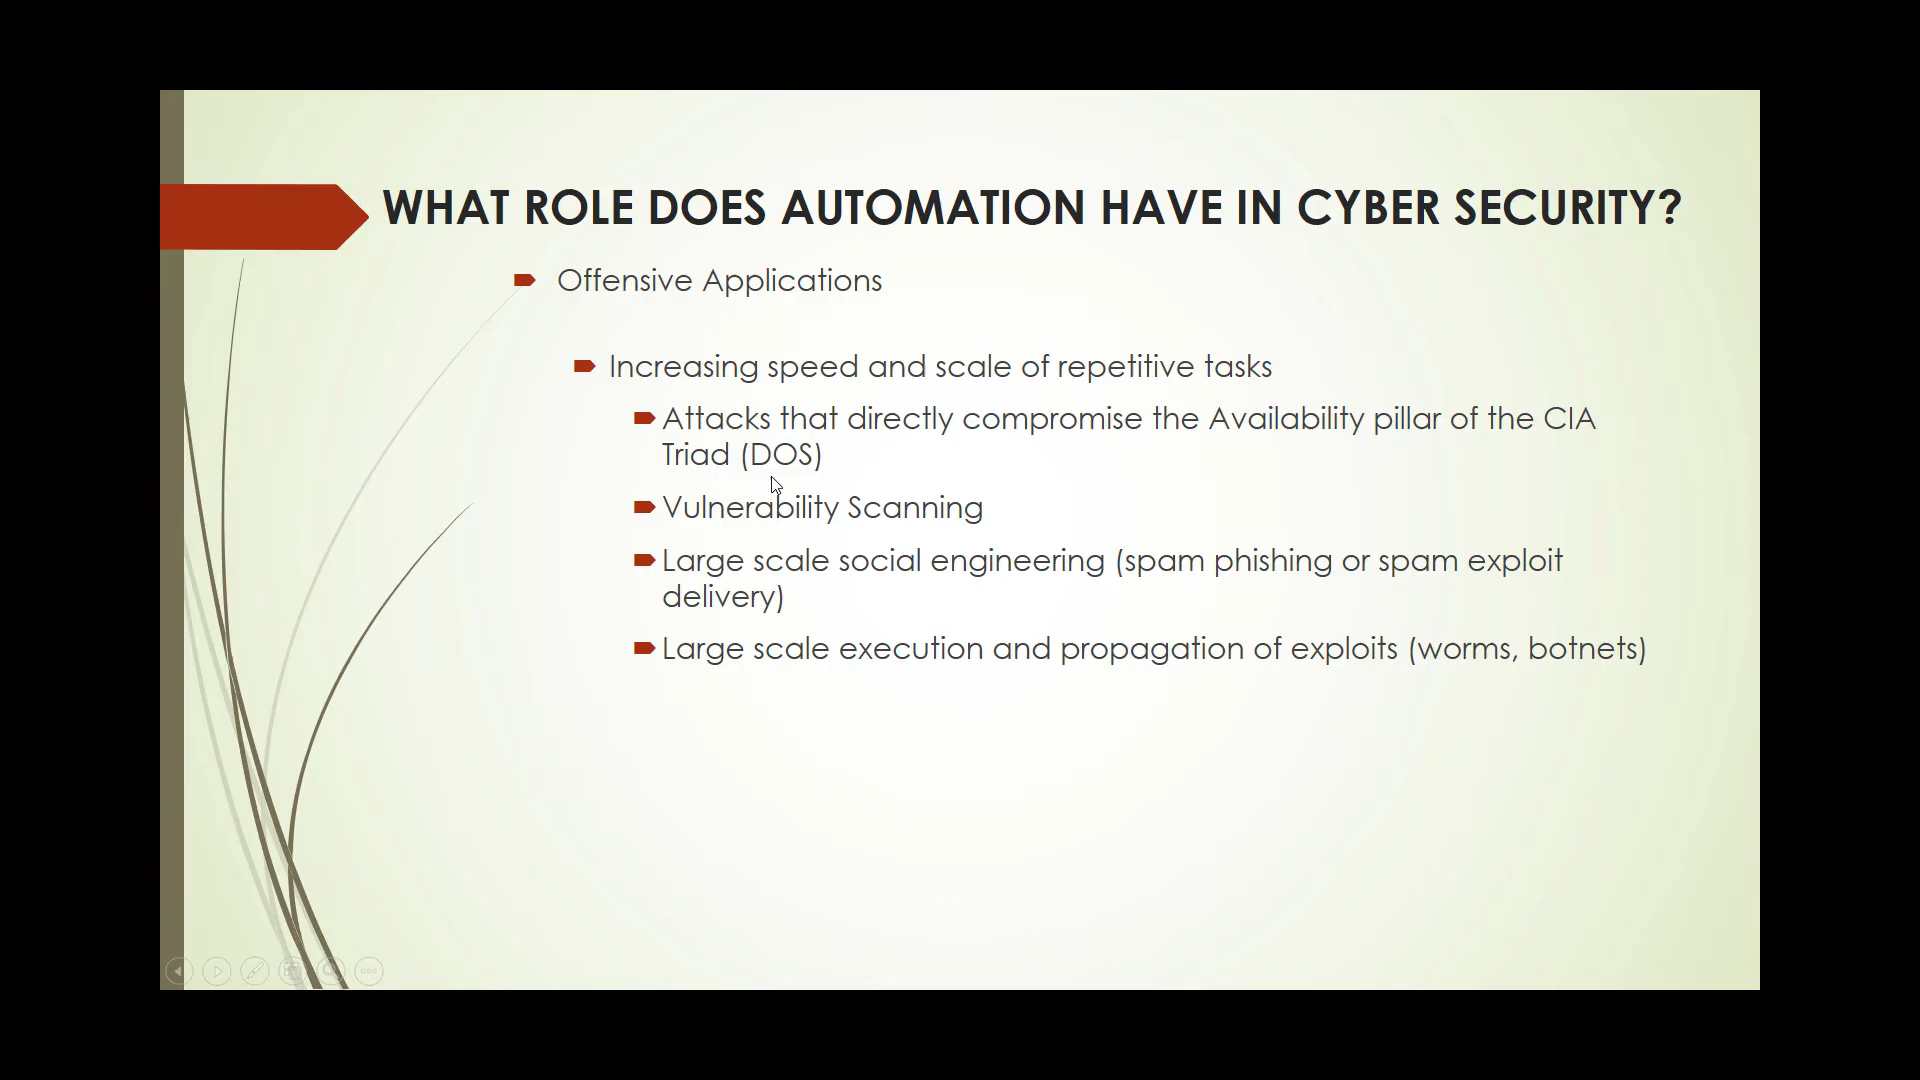 WHAT ROLE DOES AUTOMATION HAVE IN CYBER SECURITY?
Offensive Applications
Increasing speed and scale of repetitive tasks
Attacks that directly compromise the Availability pillar of the CIA
Triad (DOS)
Vulnerability Scanning
Large scale social engineering (spam phishing or spam exploit
delivery)
Large scale execution and propagation of exploits (worms, botnets)